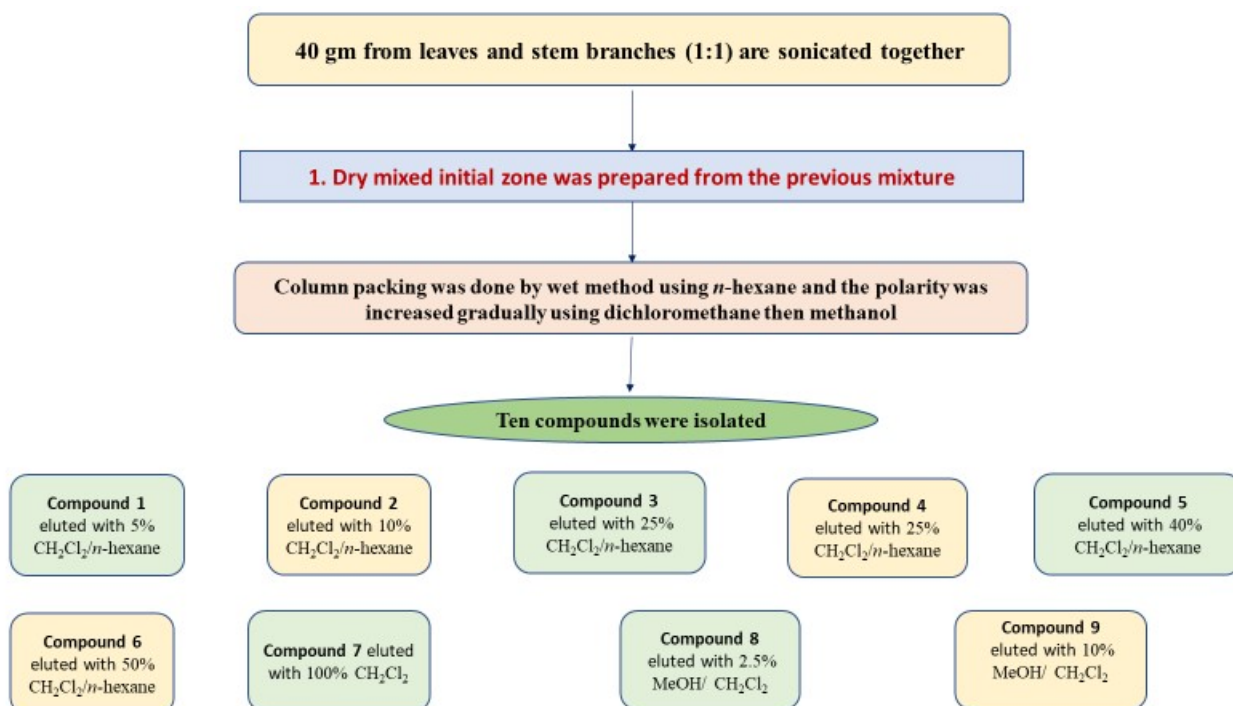 40 gm from leaves and stem branches (1:1) are sonicated together
1. Dry mixed initial zone was prepared from the previous mixture
Column packing was done by wet method using n-hexane and the polarity was
increased gradually using dichloromethane then methanol
Ten compounds were isolated
Compound 1
eluted with 5%
CH₂Cl₂/n-hexane
Compound 2
eluted with 10%
CH₂Cl₂/n-hexane
Compound 3
eluted with 25%
CH₂Cl₂/n-hexane
Compound 4
eluted with 25%
CH₂Cl₂/n-hexane
Compound 5
eluted with 40%
CH₂Cl₂/n-hexane
Compound 6
eluted with 50%
CH₂Cl₂/n-hexane
Compound 7 eluted
with 100% CH₂Cl₂
Compound 8
eluted with 2.5%
MeOH/ CH₂Cl₂
Compound 9
eluted with 10%
MeOH/ CH₂Cl₂